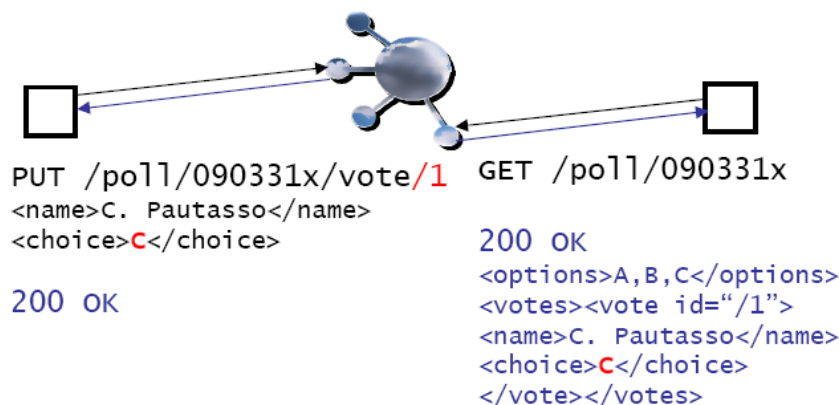 PUT /poll/090331x/vote/1
<name>C. Pautasso</name>
<choice>C</choice>
200 OK
GET /poll/090331x
200 OK
<options>A,B,C</options>
<votes><vote id=“/1”>
<name>C. Pautasso</name>
<choice>C</choice>
</vote></votes>